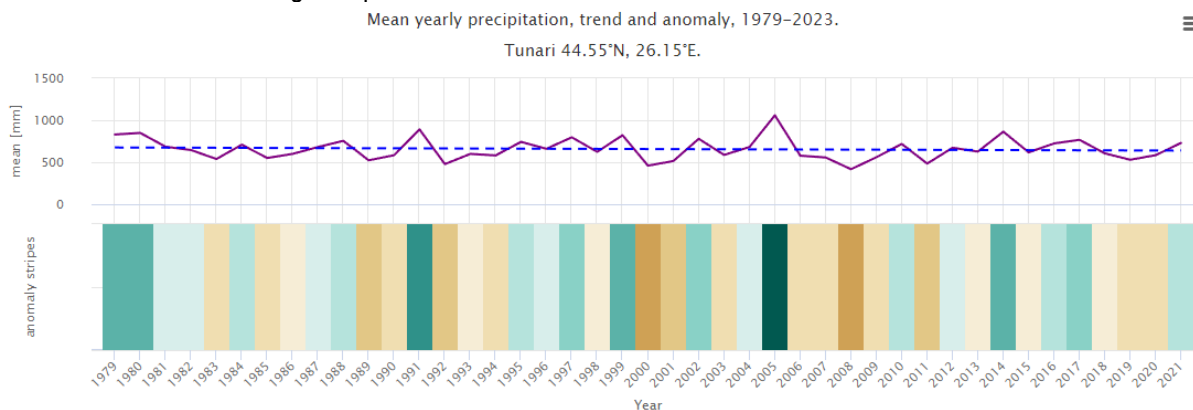 Mean yearly precipitation, trend and anomaly, 1979-2023.
Tunari 44.55°N, 26.15°E.
1500
1000
500
0
mean [mm]
anomaly stripes
1979 1980 1981 1982 1983 1984 1985 1986 1987 1988 1989 1990 1991 1992 1993 1994 1995 1996 1997 1998 1999 2000 2001 2002 2003 2004 2005 2006 2007 2008 2009 2010 2011 2012 2013 2014 2015 2016 2017 2018 2019 2020 2021
Year